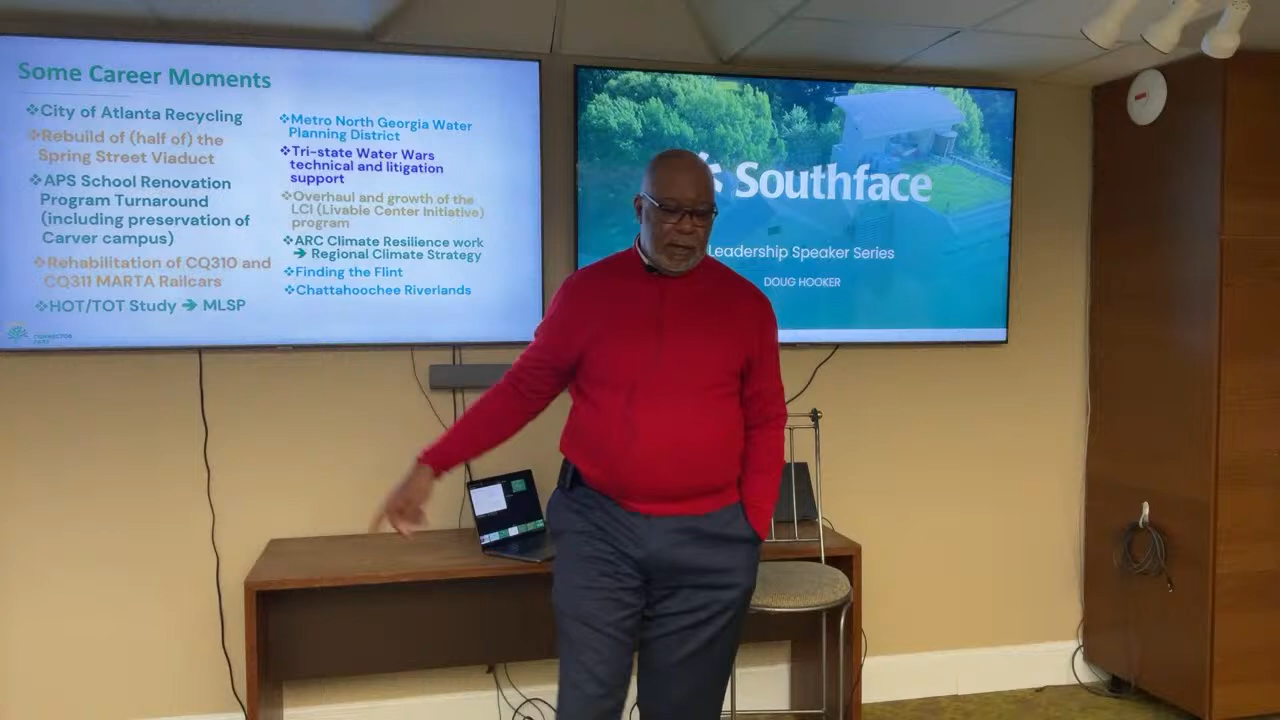 Some Career Moments
❖City of Atlanta Recycling
❖Rebuild of (half of) the
Spring Street Viaduct
❖APS School Renovation
Program Turnaround
(including preservation of
Carver campus)
❖Rehabilitation of CQ310 and
CQ311 MARTA Railcars
❖HOT/TOT Study ➔ MLSP
❖Metro North Georgia Water
Planning District
❖Tri-state Water Wars
technical and litigation
support
❖Overhaul and growth of the
LCI (Livable Center Initiative)
program
❖ARC Climate Resilience work
➔ Regional Climate Strategy
❖Finding the Flint
❖Chattahoochee Riverlands
CONNECTOR
PARK
Southface
Leadership Speaker Series
DOUG HOOKER